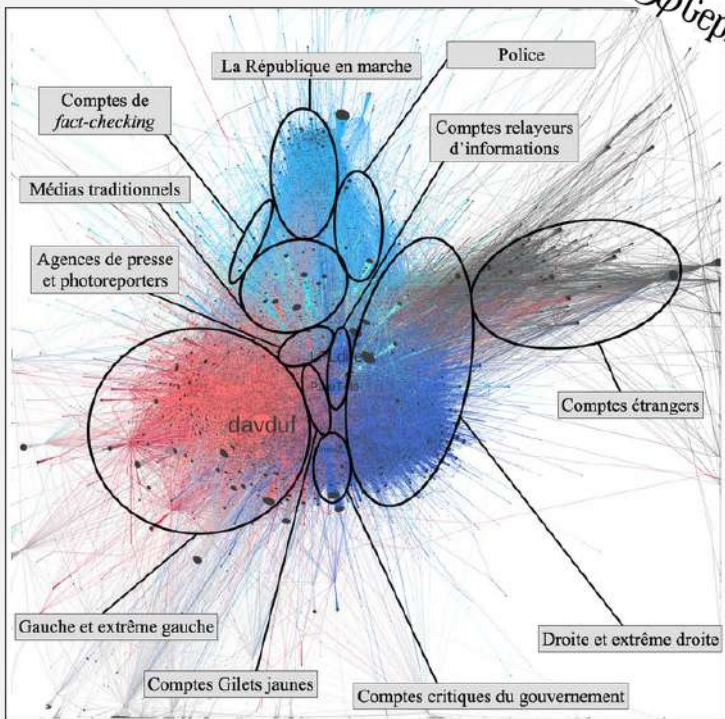 La République en marche
Police
Comptes de
fact-checking
Comptes relayeurs
d'informations
Médias traditionnels
Agences de presse
et photoreporters
davduf
Comptes étrangers
Gauche et extrême gauche
Droite et extrême droite
Comptes Gilets jaunes
Comptes critiques du gouvernement